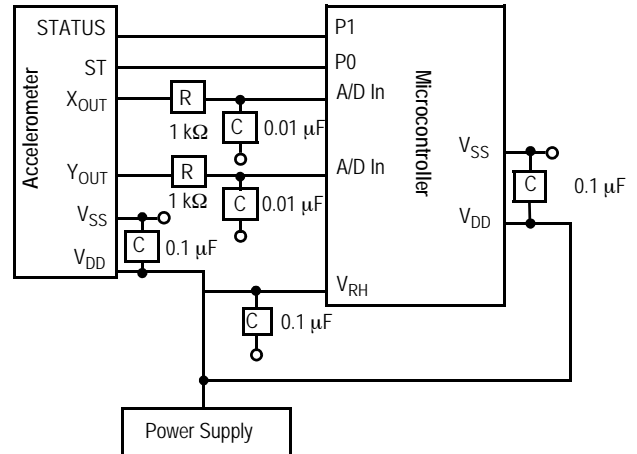 STATUS
ST
XOUT
YOUT
VSS
VDD
Accelerometer
R
1 kΩ
C
0.01 µF
R
1 kΩ
C
0.01 µF
C
0.1 µF
P1
P0
A/D In
A/D In
VRH
Microcontroller
VSS
VDD
C
0.1 µF
C
0.1 µF
Power Supply